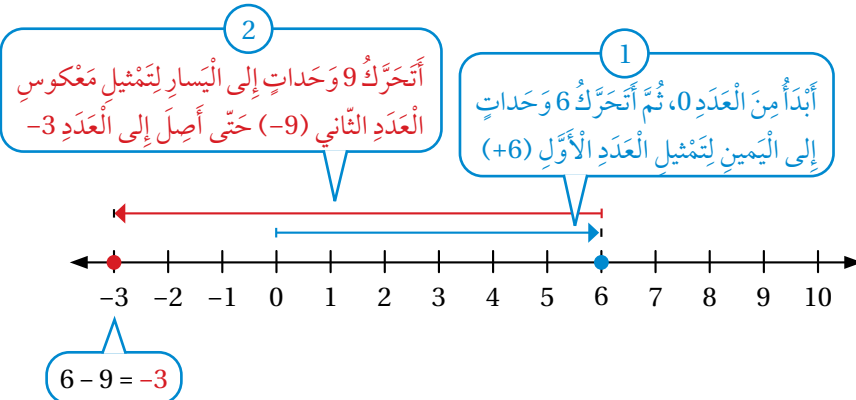 1
أَبْدَأُ مِنَ الْعَدَدِ 0، ثُمَّ أَتَحَرَّكُ 6 وَحَداتٍ
إِلى الْيَمينِ لِتَمْثيلِ الْعَدَدِ الْأَوَّلِ (6+)
2
أَتَحَرَّكُ 9 وَحَداتٍ إِلى الْيَسارِ لِتَمْثيلِ مَعْكوسِ
الْعَدَدِ الثّاني (9–) حَتّى أَصِلَ إِلى الْعَدَدِ 3–
–3 –2 –1 0 1 2 3 4 5 6 7 8 9 10
6 – 9 = –3